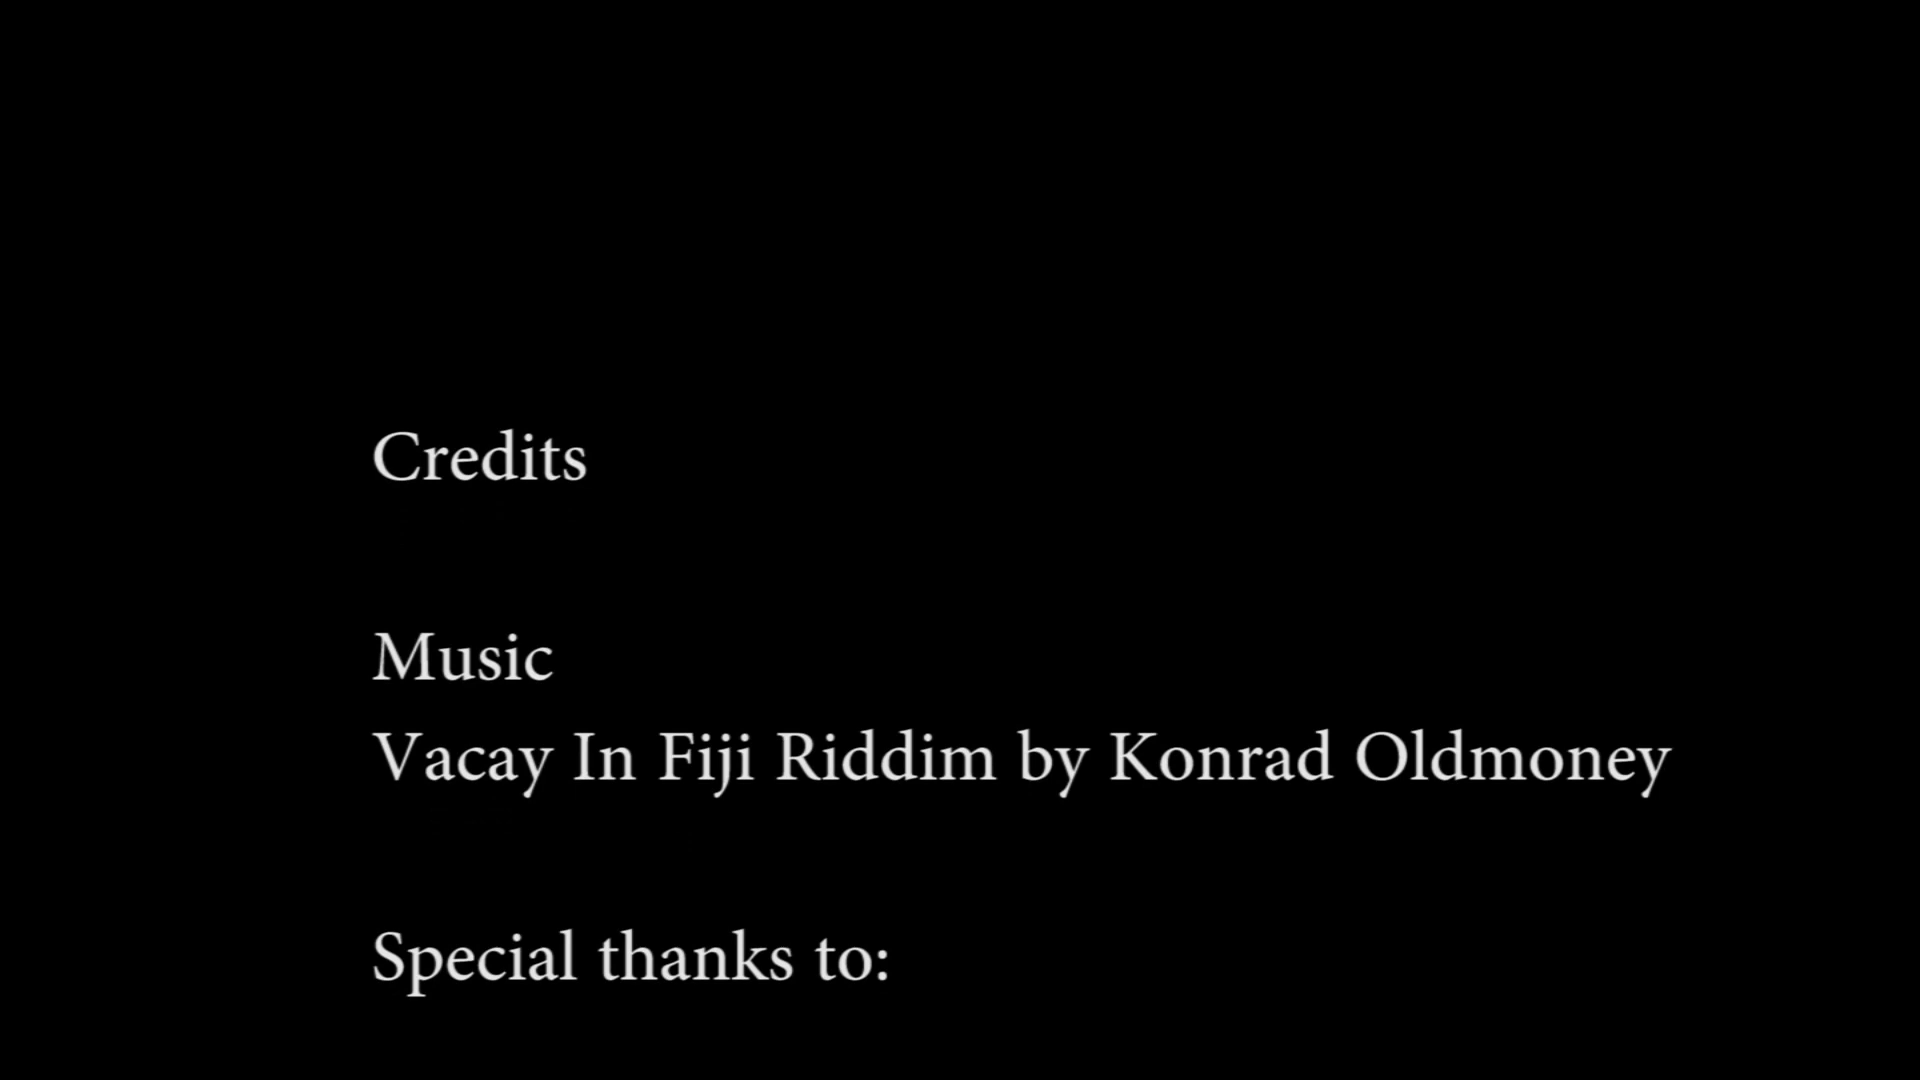 Credits
Music
Vacay In Fiji Riddim by Konrad Oldmoney
Special thanks to: